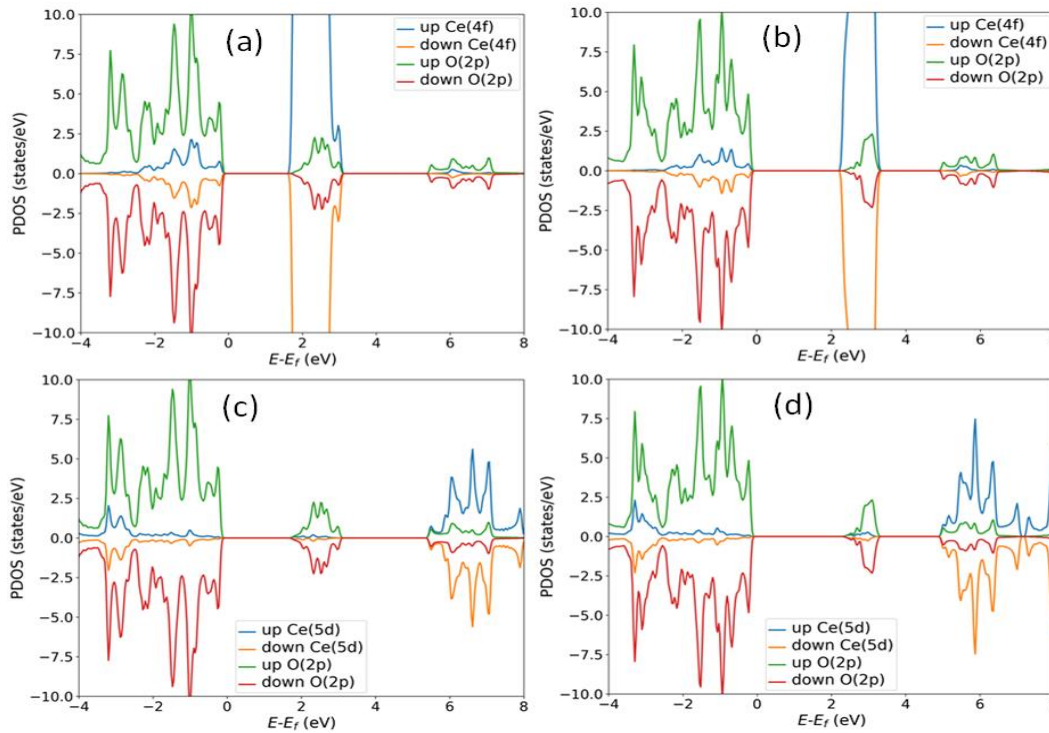 (a)
up Ce(4f)
down Ce(4f)
up O(2p)
down O(2p)
PDOS (states/eV)
10.0
7.5
5.0
2.5
0.0
−2.5
−5.0
−7.5
−10.0
−4 −2 0 2 4 6 8
E-Ef (eV)
(b)
up Ce(4f)
down Ce(4f)
up O(2p)
down O(2p)
PDOS (states/eV)
10.0
7.5
5.0
2.5
0.0
−2.5
−5.0
−7.5
−10.0
−4 −2 0 2 4 6
E-Ef (eV)
(c)
up Ce(5d)
down Ce(5d)
up O(2p)
down O(2p)
PDOS (states/eV)
10.0
7.5
5.0
2.5
0.0
−2.5
−5.0
−7.5
−10.0
−4 −2 0 2 4 6 8
E-Ef (eV)
(d)
up Ce(5d)
down Ce(5d)
up O(2p)
down O(2p)
PDOS (states/eV)
10.0
7.5
5.0
2.5
0.0
−2.5
−5.0
−7.5
−10.0
−4 −2 0 2 4 6 8
E-Ef (eV)